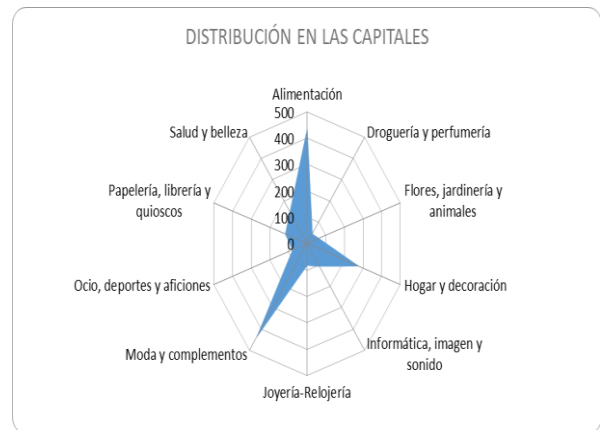 DISTRIBUCIÓN EN LAS CAPITALES
Alimentación
500
400
300
200
100
0
Droguería y perfumería
Flores, jardinería y
animales
Hogar y decoración
Informática, imagen y
sonido
Joyería-Relojería
Moda y complementos
Ocio, deportes y aficiones
Papelería, librería y
quioscos
Salud y belleza